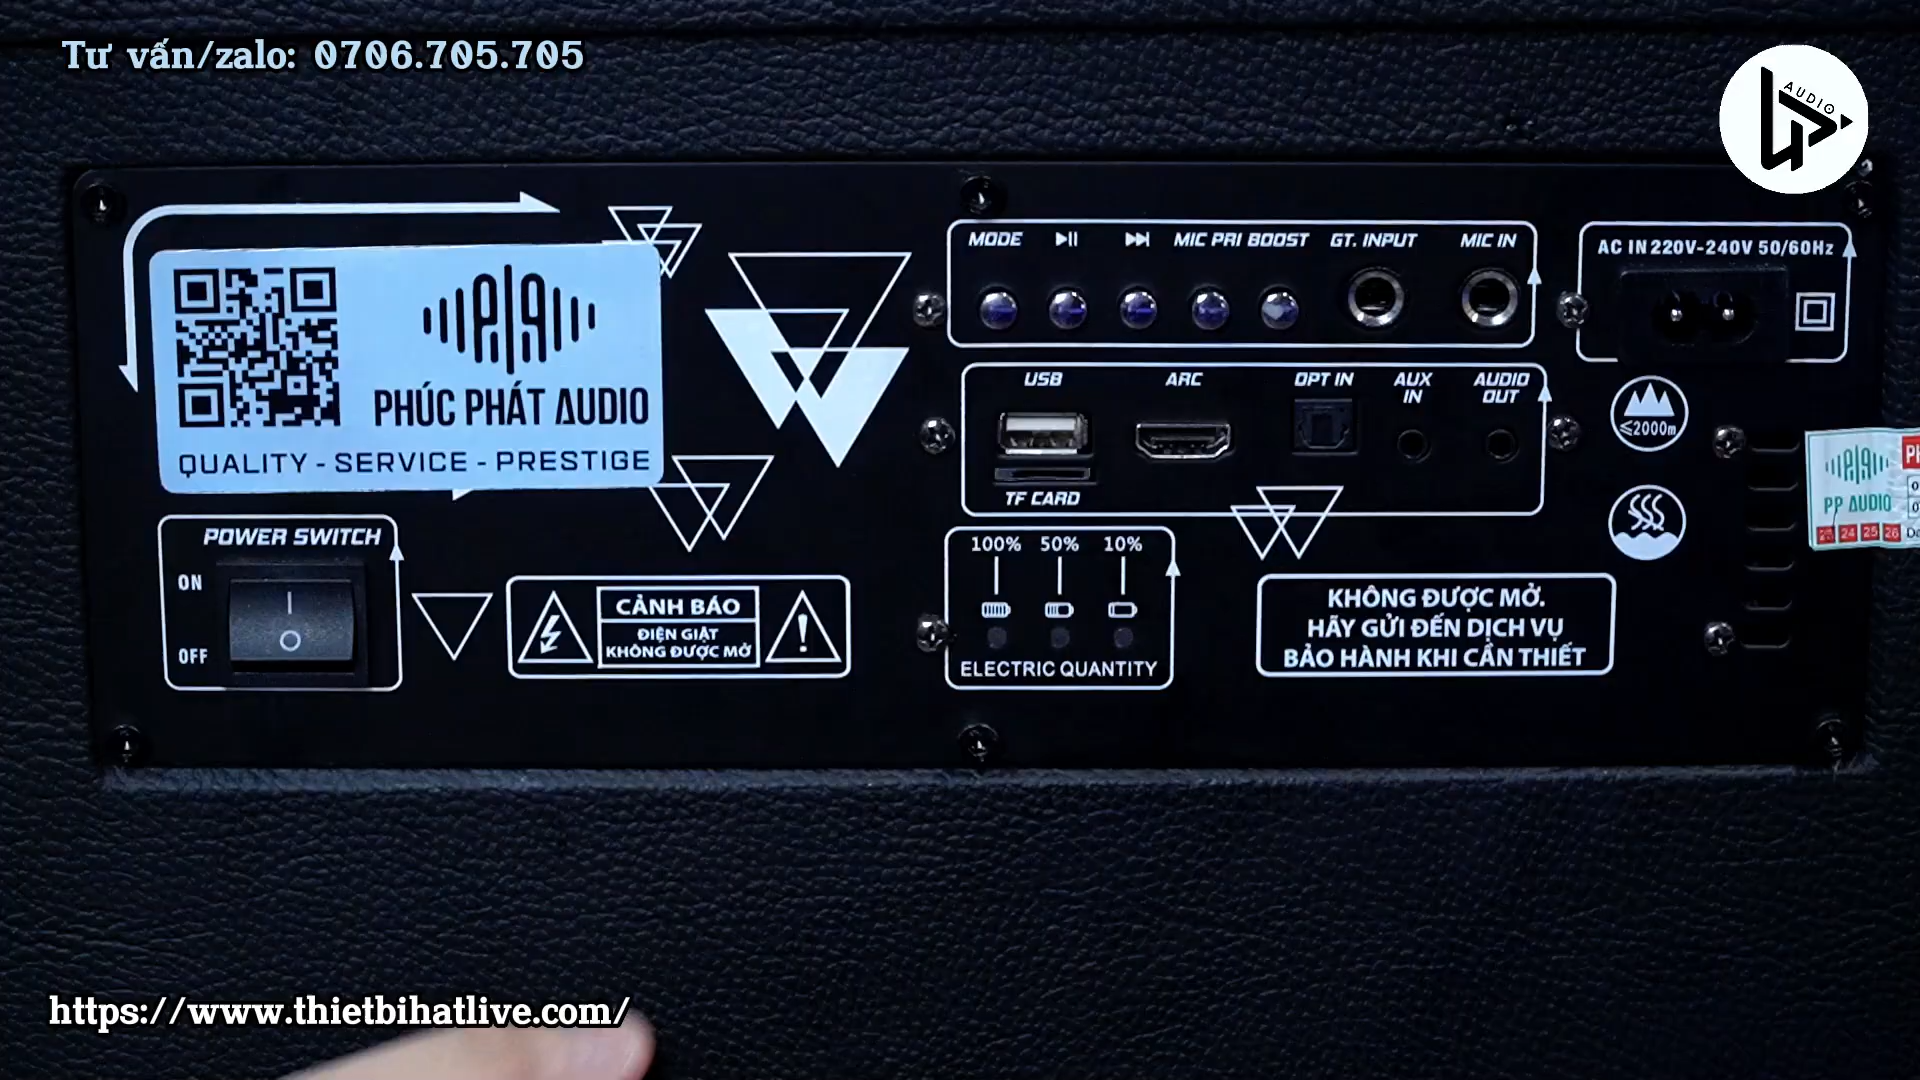 Tư vấn/zalo: 0706.705.705
AUDIO
PHÚC PHÁT AUDIO
QUALITY - SERVICE - PRESTIGE
POWER SWITCH
ON
OFF
CẢNH BÁO
ĐIỆN GIẬT
KHÔNG ĐƯỢC MỞ
MODE
MIC PRI
BOOST
GT. INPUT
MIC IN
AC IN 220V-240V 50/60Hz
USB
ARC
OPT IN
AUX
IN
AUDIO
OUT
TF CARD
≤2000m
100% 50% 10%
ELECTRIC QUANTITY
KHÔNG ĐƯỢC MỞ.
HÃY GỬI ĐẾN DỊCH VỤ
BẢO HÀNH KHI CẦN THIẾT
PP AUDIO
24 25 26
https://www.thietbihatlive.com/